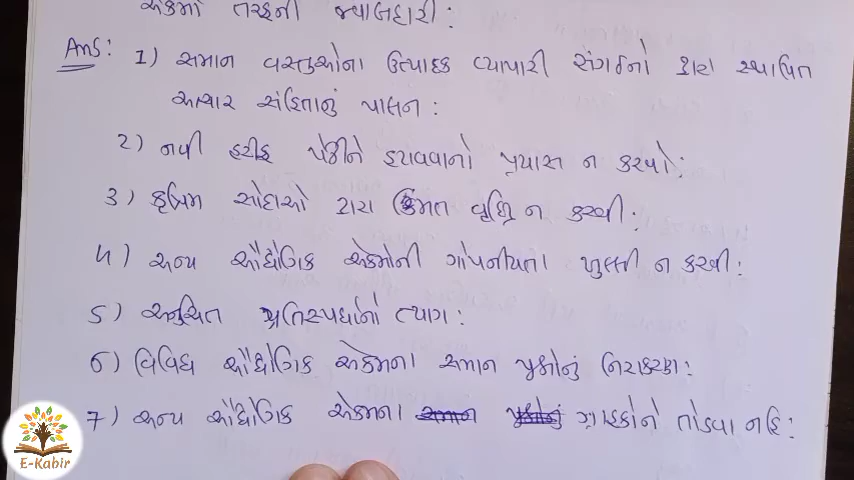 એકમો તરફની જવાબદારી :
Ans : 1) સમાન વસ્તુઓના ઉત્પાદક વ્યાપારી સંગઠનો દ્વારા સ્થાપિત
આચાર સંહિતાનું પાલન :
2) નવી હરીફ પેઢીને હટાવવાનો પ્રયાસ ન કરવો :
3) કૃત્રિમ સોદાઓ દ્વારા કિંમત વૃદ્ધિ ન કરવી :
4) અન્ય ઔદ્યોગિક એકમોની ગોપનીયતા ખુલ્લી ન કરવી :
5) અનુચિત પ્રતિસ્પર્ધાનો ત્યાગ :
6) વિવિધ ઔદ્યોગિક એકમના સમાન પ્રશ્નોનું નિરાકરણ :
7) અન્ય ઔદ્યોગિક એકમના ગ્રાહકોને તોડવા નહિ :
E-Kabir